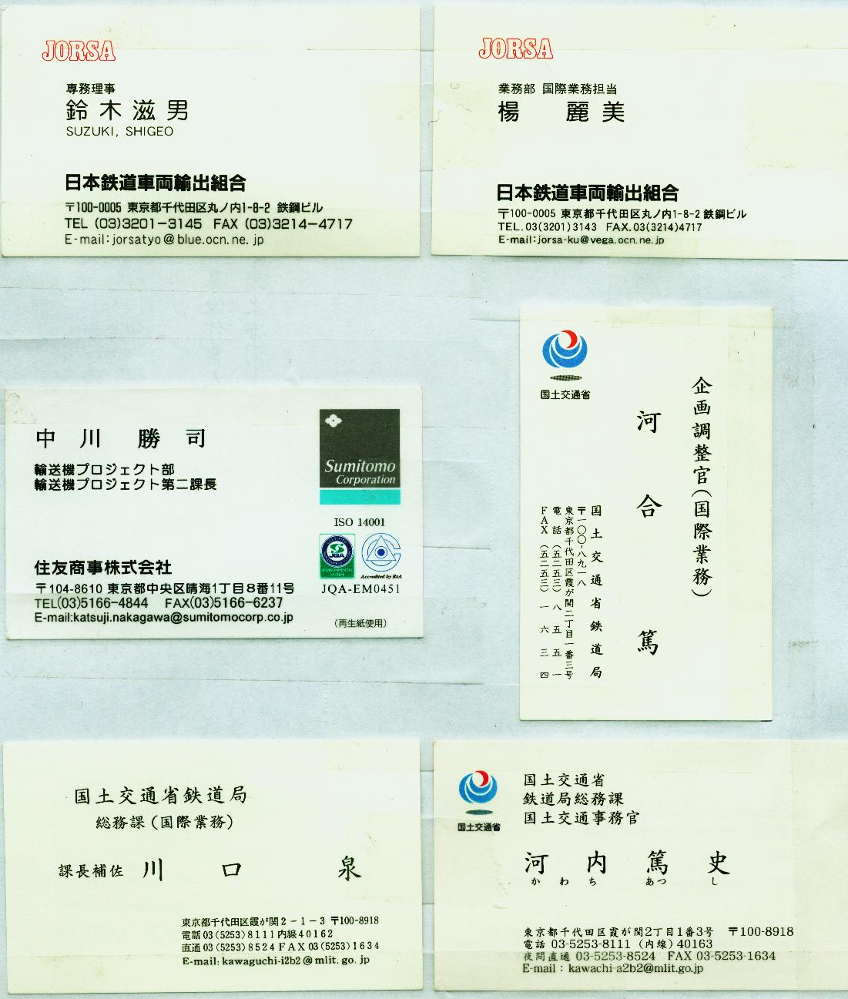 JORSA
専務理事
鈴木滋男
SUZUKI, SHIGEO
日本鉄道車両輸出組合
〒100-0005 東京都千代田区丸ノ内1-8-2 鉄鋼ビル
TEL (03)3201-3145 FAX (03)3214-4717
E-mail:jorsatyo@blue.ocn.ne.jp
JORSA
業務部 国際業務担当
楊 麗美
日本鉄道車両輸出組合
〒100-0005 東京都千代田区丸ノ内1-8-2 鉄鋼ビル
TEL.03(3201)3143 FAX.03(3214)4717
E-mail:jorsa-ku@vega.ocn.ne.jp
中川 勝司
輸送機プロジェクト部
輸送機プロジェクト第二課長
住友商事株式会社
〒104-8610 東京都中央区晴海1丁目8番11号
TEL(03)5166-4844 FAX(03)5166-6237
E-mail:katsuji.nakagawa@sumitomocorp.co.jp
Sumitomo
Corporation
ISO 14001
JQA
Accredited by RvA
JQA-EM0451
(再生紙使用)
国土交通省
企画調整官(国際業務)
河合篤
国土交通省鉄道局
〒一〇〇-八九一八
東京都千代田区霞が関二丁目一番三号
電話(五二五三)八五五一
FAX(五二五三)一六三四
国土交通省鉄道局
総務課(国際業務)
課長補佐 川口 泉
東京都千代田区霞が関2-1-3 〒100-8918
電話03(5253)8111内線40162
直通03(5253)8524 FAX 03(5253)1634
E-mail: kawaguchi-i2b2@mlit.go.jp
国土交通省
国土交通省
鉄道局総務課
国土交通事務官
河内篤史
かわち あつし
東京都千代田区霞が関2丁目1番3号 〒100-8918
電話 03-5253-8111 (内線) 40163
夜間直通 03-5253-8524 FAX 03-5253-1634
E-mail : kawachi-a2b2@mlit.go.jp